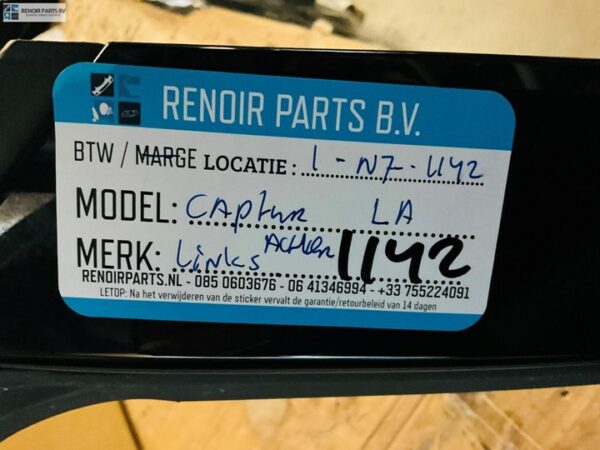 RENOIR PARTS BV
RENOIR PARTS B.V.
BTW / MARGE LOCATIE : 1 - N7 - 1142
MODEL: CAPTUR LA
MERK: Links Achter 1142
RENOIRPARTS.NL - 085 0603676 - 06 41346994 - +33 755224091
LETOP: Na het verwijderen van de sticker vervalt de garantie/retourbeleid van 14 dagen